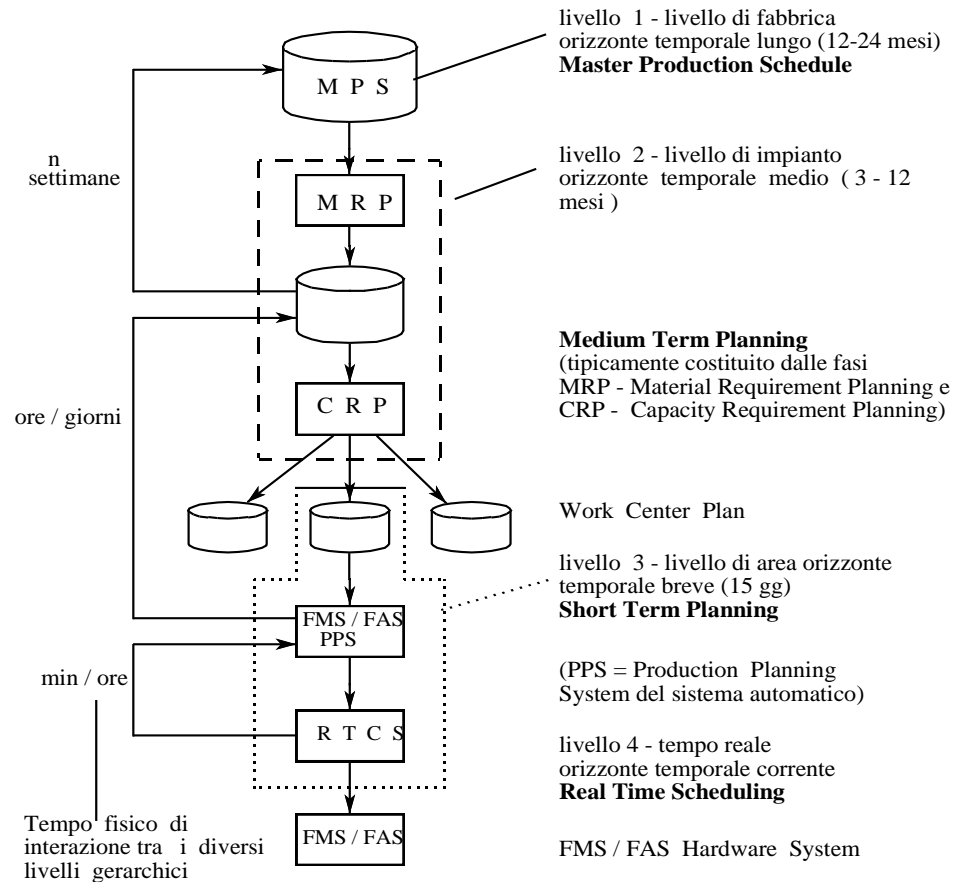 livello 1 - livello di fabbrica
orizzonte temporale lungo (12-24 mesi)
Master Production Schedule
M P S
n
settimane
livello 2 - livello di impianto
orizzonte temporale medio ( 3 - 12
mesi )
M R P
Medium Term Planning
(tipicamente costituito dalle fasi
MRP - Material Requirement Planning e
CRP - Capacity Requirement Planning)
C R P
ore / giorni
Work Center Plan
livello 3 - livello di area orizzonte
temporale breve (15 gg)
Short Term Planning
FMS / FAS
PPS
(PPS = Production Planning
System del sistema automatico)
min / ore
R T C S
livello 4 - tempo reale
orizzonte temporale corrente
Real Time Scheduling
FMS / FAS
FMS / FAS Hardware System
Tempo fisico di
interazione tra i diversi
livelli gerarchici